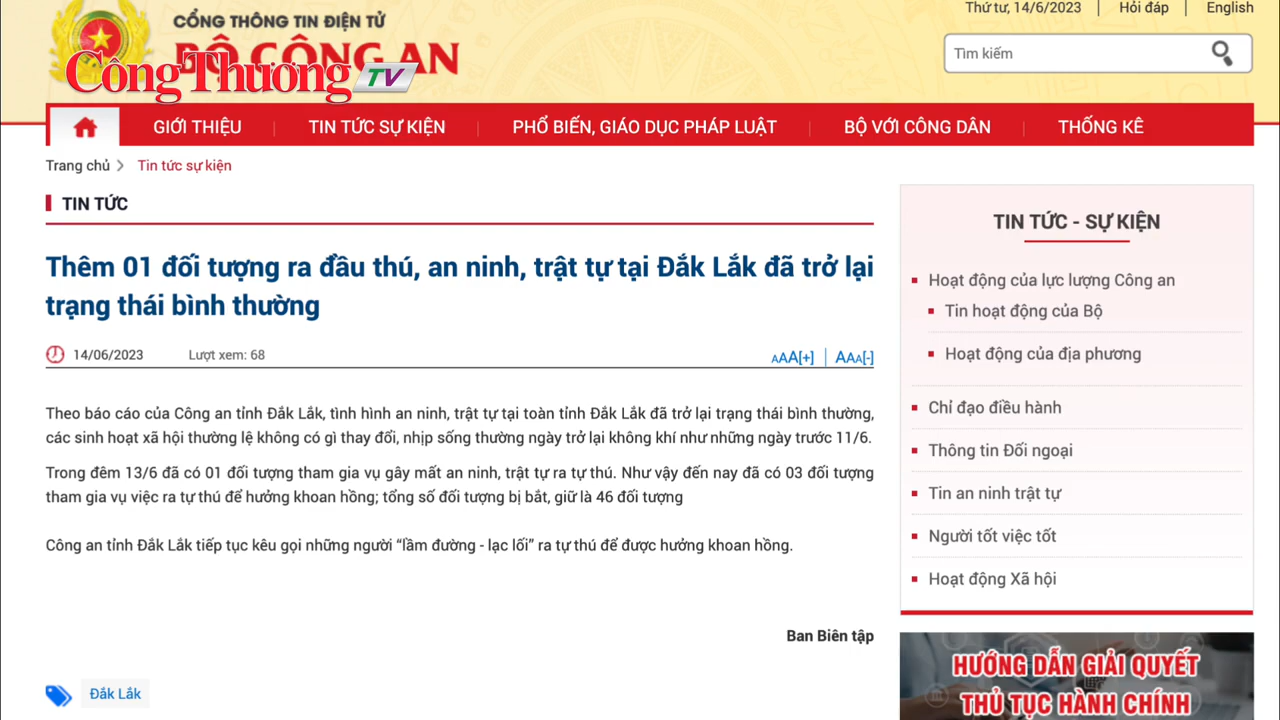 CỔNG THÔNG TIN ĐIỆN TỬ
BỘ CÔNG AN
CôngThương TV
Thứ tư, 14/6/2023
Hỏi đáp
English
Tìm kiếm
GIỚI THIỆU
TIN TỨC SỰ KIỆN
PHỔ BIẾN, GIÁO DỤC PHÁP LUẬT
BỘ VỚI CÔNG DÂN
THỐNG KÊ
Trang chủ
Tin tức sự kiện
TIN TỨC
Thêm 01 đối tượng ra đầu thú, an ninh, trật tự tại Đắk Lắk đã trở lại
trạng thái bình thường
14/06/2023
Lượt xem: 68
AAA[+]
AAA[-]
Theo báo cáo của Công an tỉnh Đắk Lắk, tình hình an ninh, trật tự tại toàn tỉnh Đắk Lắk đã trở lại trạng thái bình thường,
các sinh hoạt xã hội thường lệ không có gì thay đổi, nhịp sống thường ngày trở lại không khí như những ngày trước 11/6.
Trong đêm 13/6 đã có 01 đối tượng tham gia vụ gây mất an ninh, trật tự ra tự thú. Như vậy đến nay đã có 03 đối tượng
tham gia vụ việc ra tự thú để hưởng khoan hồng; tổng số đối tượng bị bắt, giữ là 46 đối tượng
Công an tỉnh Đắk Lắk tiếp tục kêu gọi những người “lầm đường - lạc lối” ra tự thú để được hưởng khoan hồng.
Ban Biên tập
Đắk Lắk
TIN TỨC - SỰ KIỆN
Hoạt động của lực lượng Công an
Tin hoạt động của Bộ
Hoạt động của địa phương
Chỉ đạo điều hành
Thông tin Đối ngoại
Tin an ninh trật tự
Người tốt việc tốt
Hoạt động Xã hội
HƯỚNG DẪN GIẢI QUYẾT
THỦ TỤC HÀNH CHÍNH